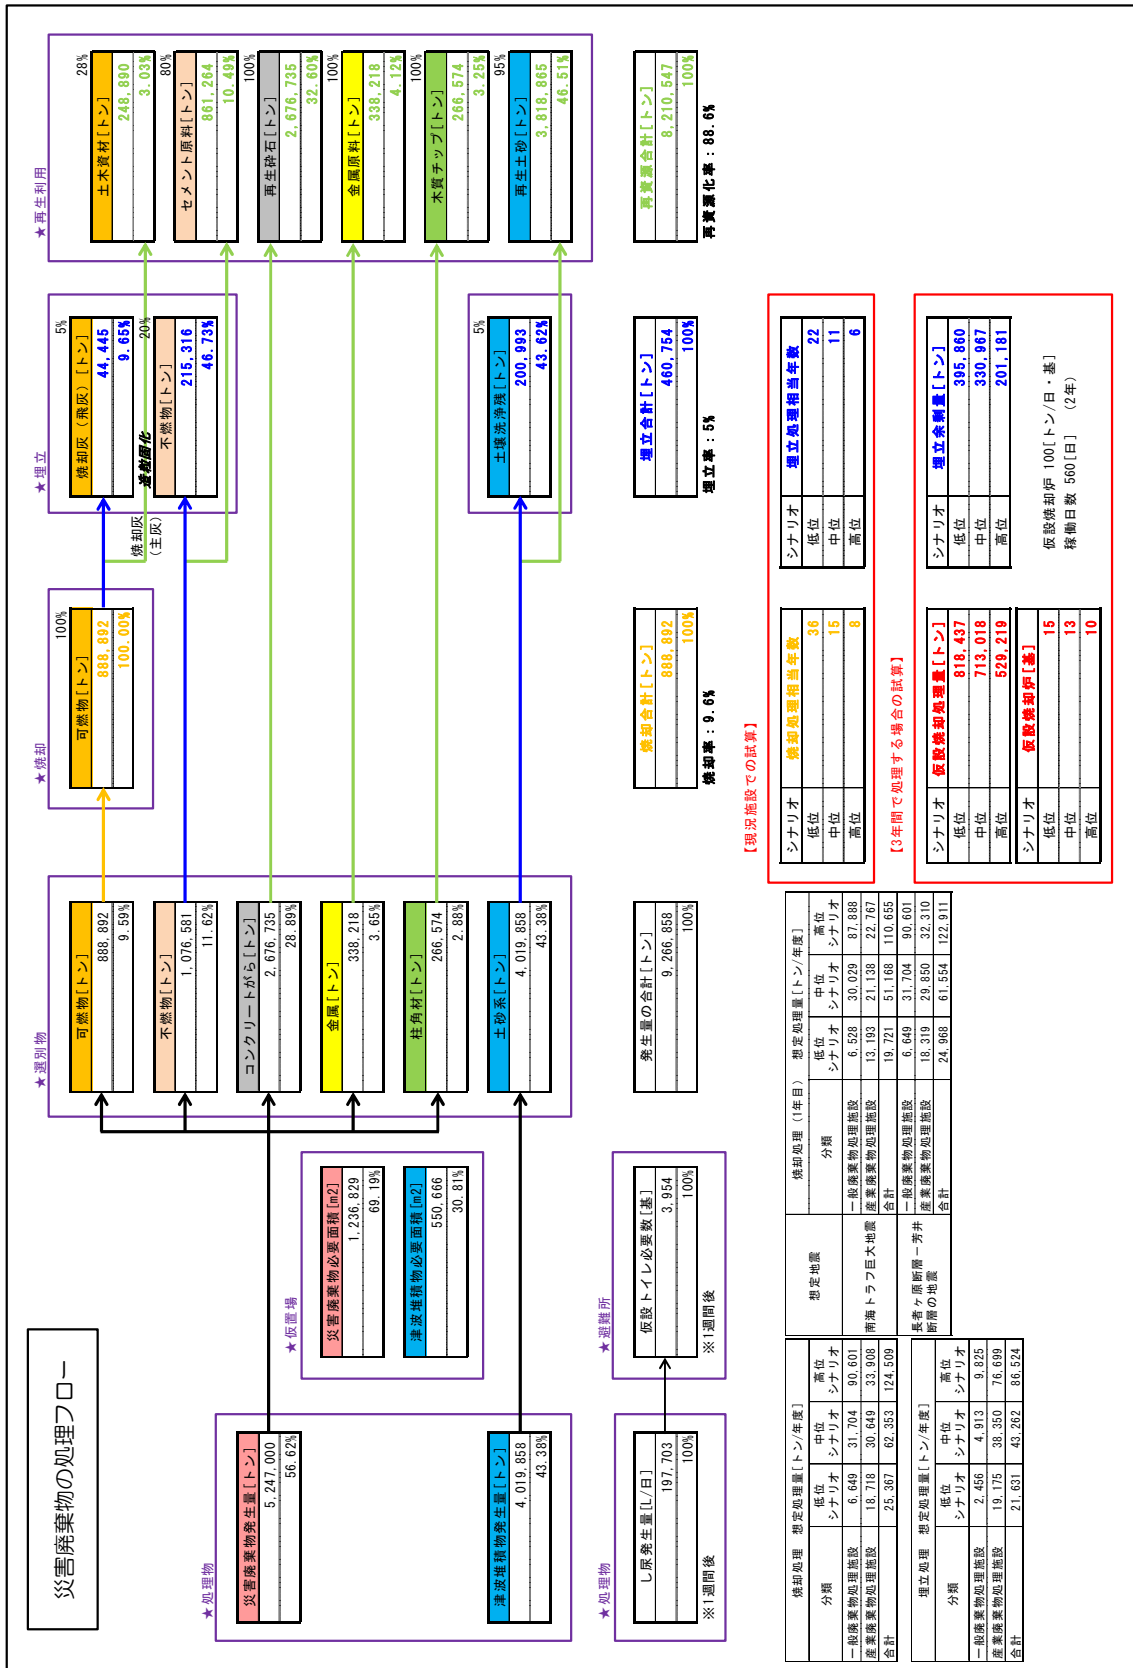 災害廃棄物の処理フロー
★処理物
災害廃棄物発生量[トン]
5,247,000
56.62%
津波堆積物発生量[トン]
4,019,858
43.38%
★処理物
し尿発生量[L/日]
197,703
100%
※1週間後
★仮置場
災害廃棄物必要面積[m2]
1,236,829
69.19%
津波堆積物必要面積[m2]
550,666
30.81%
★避難所
仮設トイレ必要数[基]
3,954
100%
※1週間後
★選別物
可燃物[トン]
888,892
9.59%
不燃物[トン]
1,076,581
11.62%
コンクリートがら[トン]
2,676,735
28.89%
金属[トン]
338,218
3.65%
柱角材[トン]
266,574
2.88%
土砂系[トン]
4,019,858
43.38%
発生量の合計[トン]
9,266,858
100%
★焼却
100%
可燃物[トン]
888,892
100.00%
焼却合計[トン]
888,892
100%
焼却率：9.6%
★埋立
5%
焼却灰（飛灰）[トン]
44,445
9.65%
焼却灰
（主灰）
造粒固化
20%
不燃物[トン]
215,316
46.73%
5%
土壌洗浄残[トン]
200,993
43.62%
埋立合計[トン]
460,754
100%
埋立率：5%
★再生利用
28%
土木資材[トン]
248,890
3.03%
80%
セメント原料[トン]
861,264
10.49%
100%
再生砕石[トン]
2,676,735
32.60%
100%
金属原料[トン]
338,218
4.12%
100%
木質チップ[トン]
266,574
3.25%
95%
再生土砂[トン]
3,818,865
46.51%
再資源合計[トン]
8,210,547
100%
再資源化率：88.6%
焼却処理 想定処理量[トン/年度]
分類 低位シナリオ 中位シナリオ 高位シナリオ
一般廃棄物処理施設 6,649 31,704 90,601
産業廃棄物処理施設 18,718 30,649 33,908
合計 25,367 62,353 124,509
埋立処理 想定処理量[トン/年度]
分類 低位シナリオ 中位シナリオ 高位シナリオ
一般廃棄物処理施設 2,456 4,913 9,825
産業廃棄物処理施設 19,175 38,350 76,699
合計 21,631 43,262 86,524
想定地震 焼却処理（1年目） 想定処理量[トン/年度]
分類 低位シナリオ 中位シナリオ 高位シナリオ
南海トラフ巨大地震
一般廃棄物処理施設 6,528 30,029 87,888
産業廃棄物処理施設 13,193 21,138 22,767
合計 19,721 51,168 110,655
長者ヶ原断層－芳井
断層の地震
一般廃棄物処理施設 6,649 31,704 90,601
産業廃棄物処理施設 18,319 29,850 32,310
合計 24,968 61,554 122,911
【現況施設での試算】
シナリオ 焼却処理相当年数
低位 36
中位 15
高位 8
シナリオ 埋立処理相当年数
低位 22
中位 11
高位 6
【3年間で処理する場合の試算】
シナリオ 仮設焼却処理量[トン]
低位 818,437
中位 713,018
高位 529,219
シナリオ 仮設焼却炉[基]
低位 15
中位 13
高位 10
シナリオ 埋立余剰量[トン]
低位 395,860
中位 330,967
高位 201,181
仮設焼却炉 100[トン/日・基]
稼働日数 560[日] （2年）